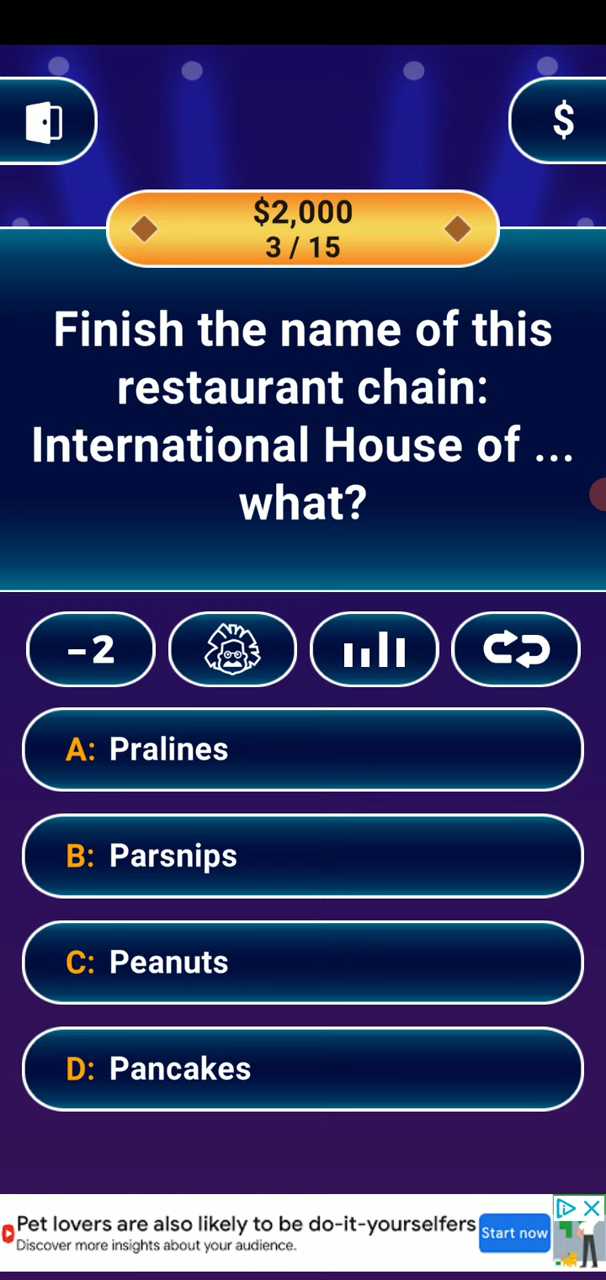 $
$2,000
3 / 15
Finish the name of this
restaurant chain:
International House of ...
what?
-2
A: Pralines
B: Parsnips
C: Peanuts
D: Pancakes
Pet lovers are also likely to be do-it-yourselfers
Discover more insights about your audience.
Start now